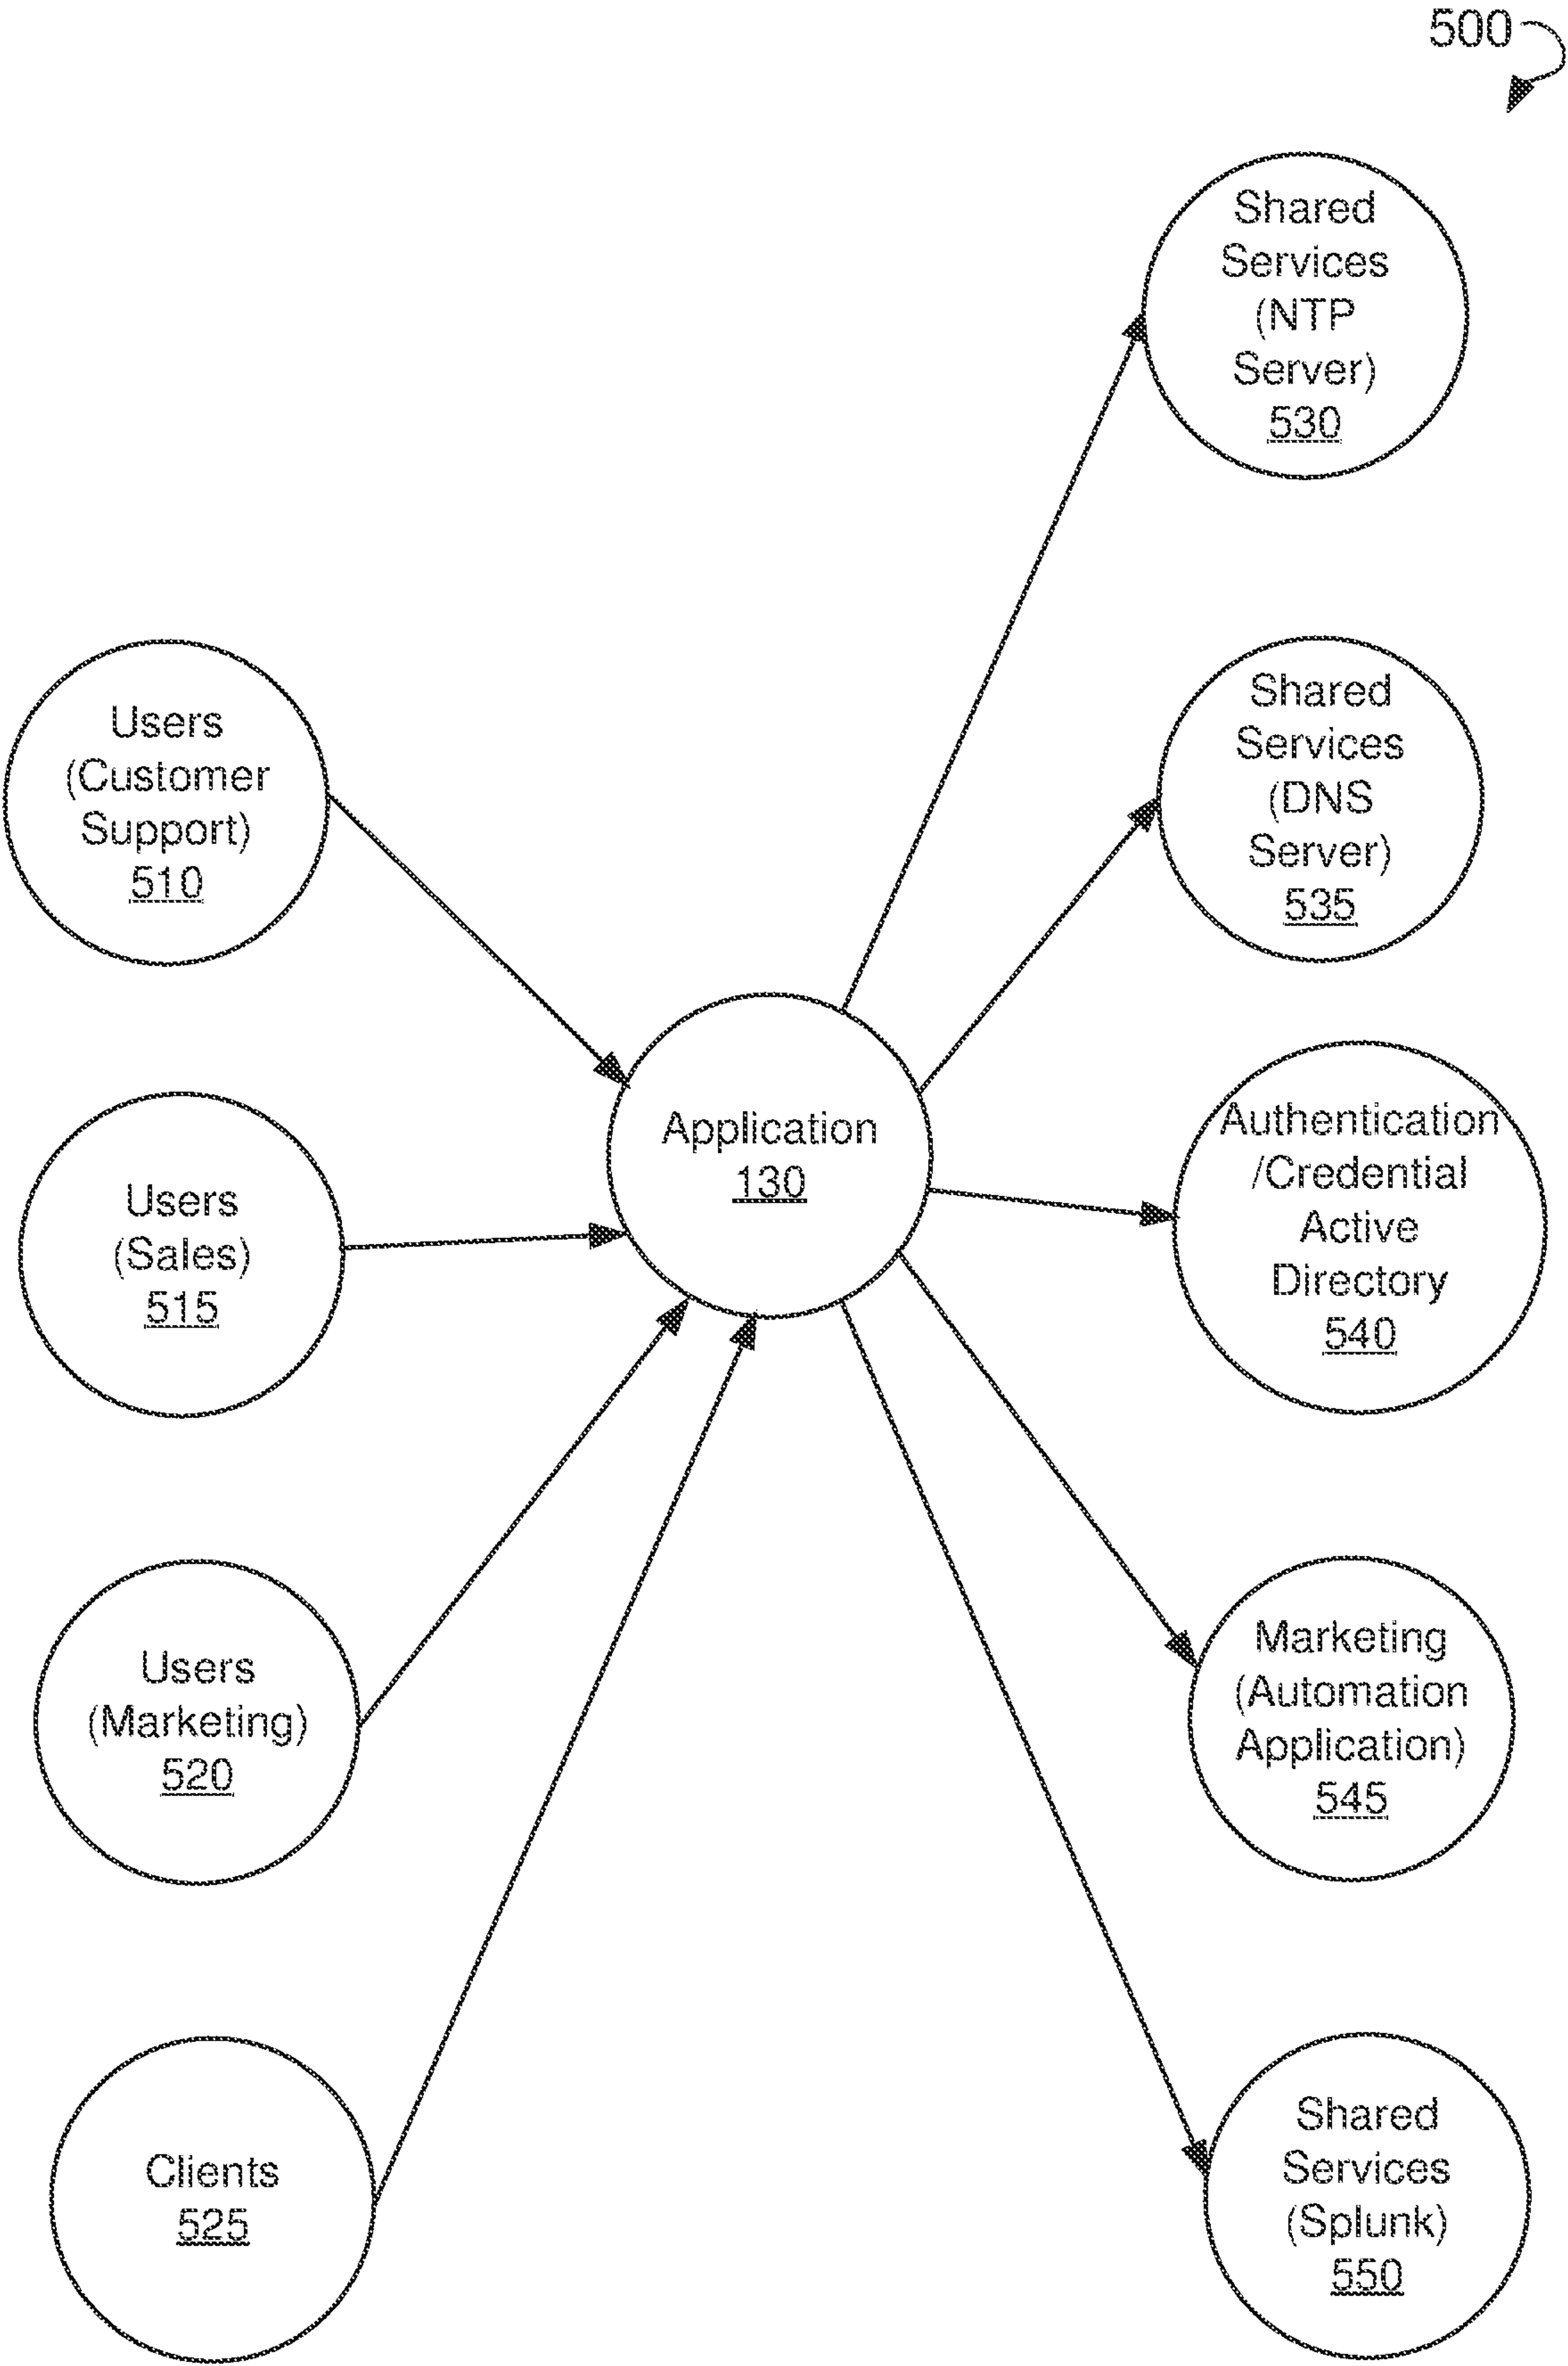 500
Shared
Services
(NTP
Server)
530
Shared
Services
(DNS
Server)
535
Users
(Customer
Support)
510
Application
130
Authentication
/Credential
Active
Directory
540
Users
(Sales)
515
Users
(Marketing)
520
Marketing
(Automation
Application)
545
Clients
525
Shared
Services
(Splunk)
550